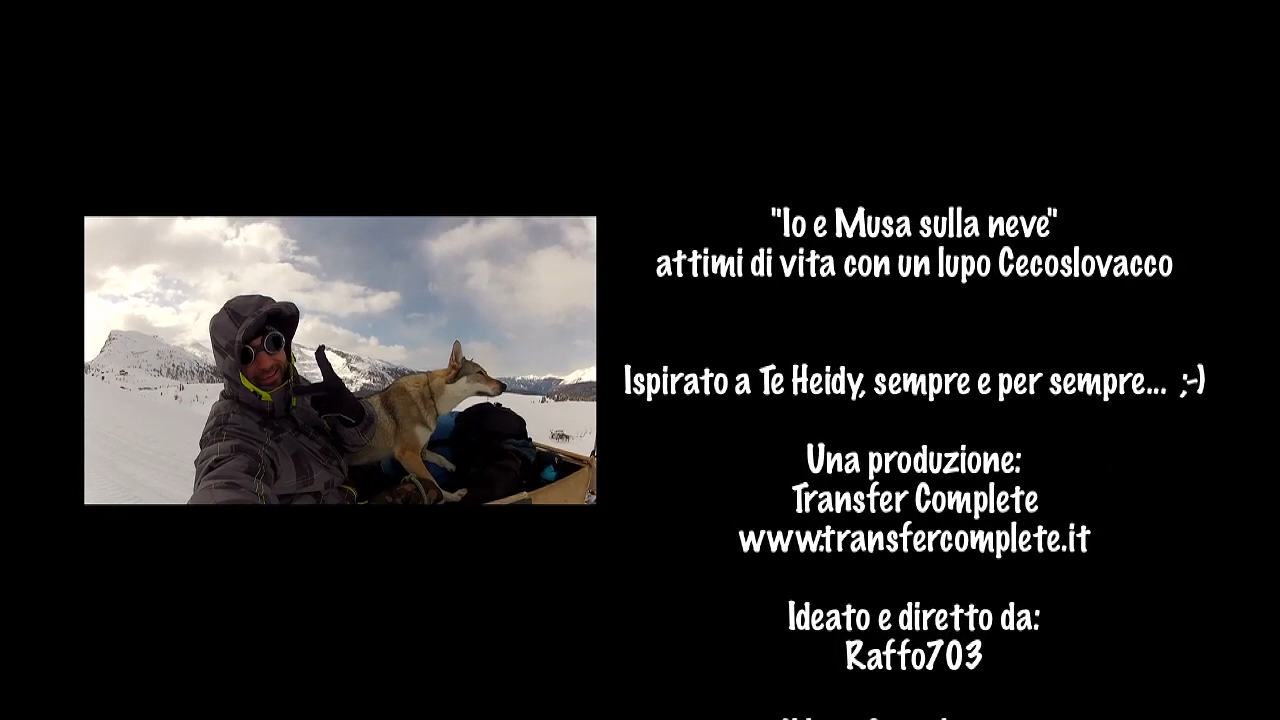 "Io e Musa sulla neve"
attimi di vita con un lupo Cecoslovacco
Ispirato a Te Heidy, sempre e per sempre... ;-)
Una produzione:
Transfer Complete
www.transfercomplete.it
Ideato e diretto da:
Raffo703